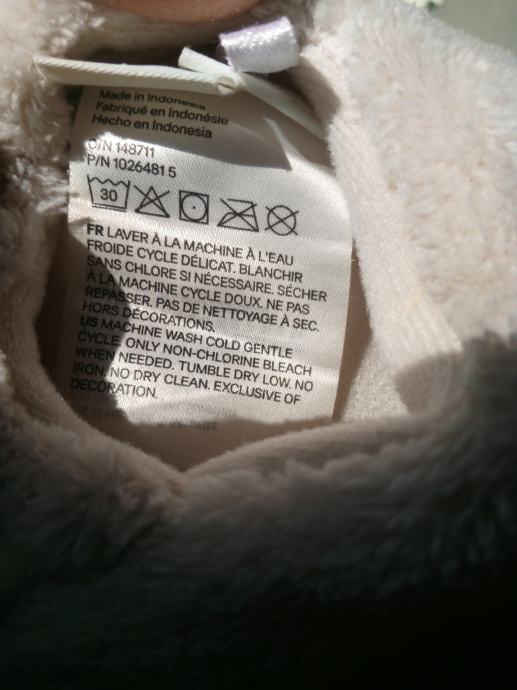 Made in Indonesia
Fabriqué en Indonésie
Hecho en Indonesia
O/N 148711
P/N 1026481 5
30
FR LAVER À LA MACHINE À L'EAU
FROIDE CYCLE DÉLICAT. BLANCHIR
SANS CHLORE SI NÉCESSAIRE. SÉCHER
À LA MACHINE CYCLE DOUX. NE PAS
REPASSER. PAS DE NETTOYAGE À SEC.
HORS DÉCORATIONS.
US MACHINE WASH COLD GENTLE
CYCLE. ONLY NON-CHLORINE BLEACH
WHEN NEEDED. TUMBLE DRY LOW. NO
IRON. NO DRY CLEAN. EXCLUSIVE OF
DECORATION.